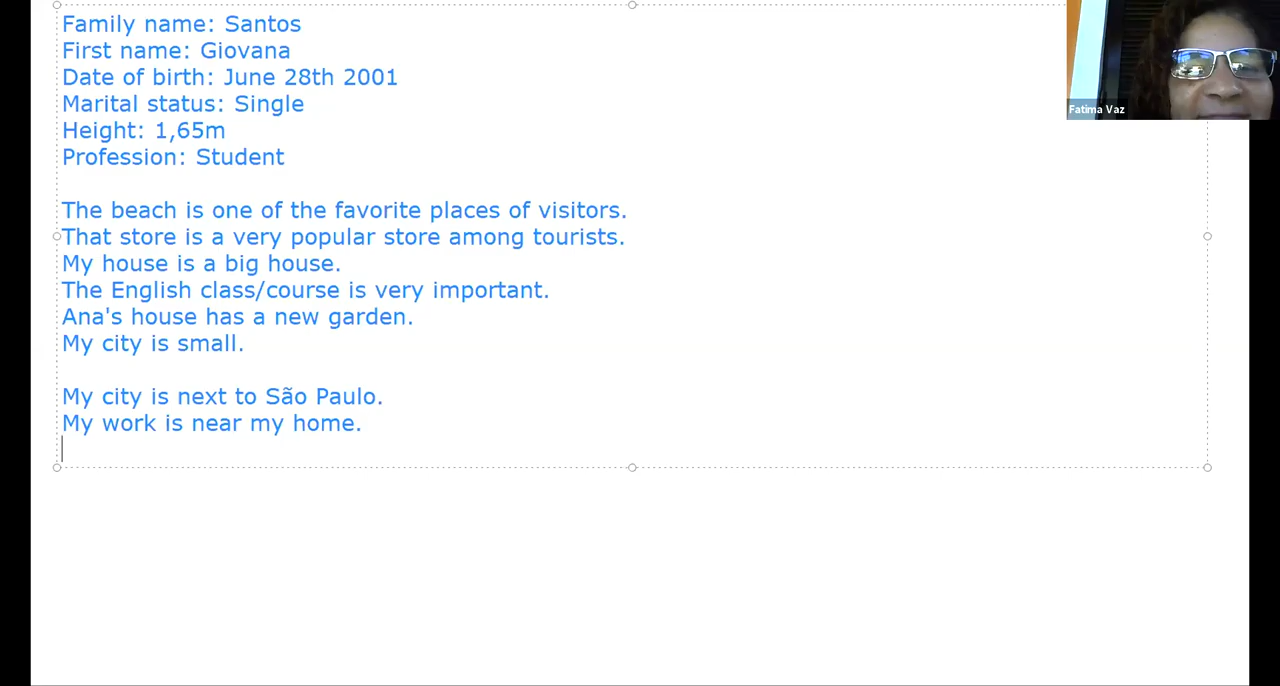 Family name: Santos
First name: Giovana
Date of birth: June 28th 2001
Marital status: Single
Height: 1,65m
Profession: Student
The beach is one of the favorite places of visitors.
That store is a very popular store among tourists.
My house is a big house.
The English class/course is very important.
Ana's house has a new garden.
My city is small.
My city is next to São Paulo.
My work is near my home.
Fatima Vaz